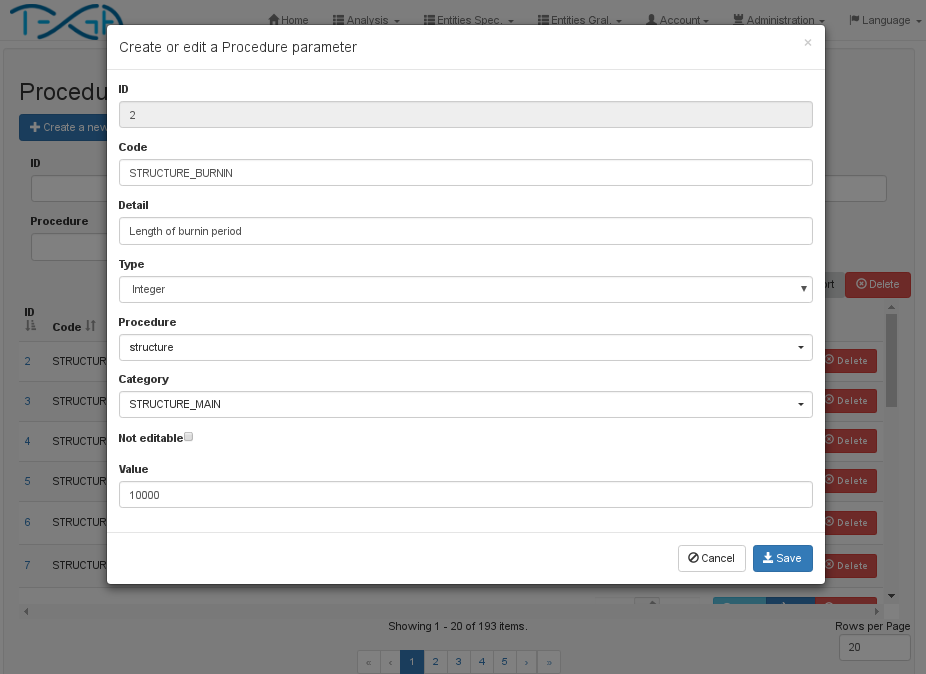 Home
Analysis
Entities Spec.
Entities Gral.
Account
Administration
Language
Create or edit a Procedure parameter
×
Procedu
ID
2
Create a new
Code
ID
STRUCTURE_BURNIN
Detail
Procedure
Length of burnin period
Type
Integer
ort
Delete
ID
Code
Procedure
structure
2
STRUCTUR
Delete
Category
3
STRUCTUR
STRUCTURE_MAIN
Delete
Not editable
4
STRUCTUR
Delete
Value
5
STRUCTUR
10000
Delete
6
STRUCTUR
Delete
7
STRUCTUR
Cancel
Save
Delete
Showing 1 - 20 of 193 items.
Rows per Page
20
« ‹ 1 2 3 4 5 › »